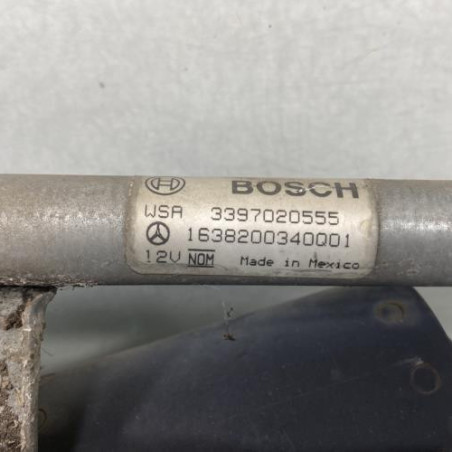 BOSCH
WSA 3397020555
1638200340001
12V NOM Made in Mexico